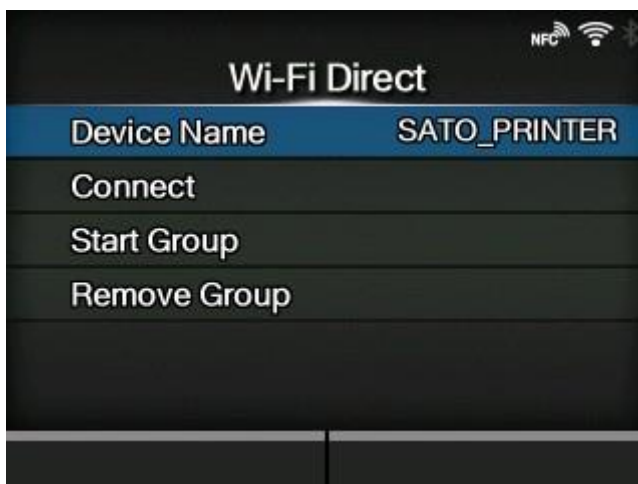 NFC
Wi-Fi Direct
Device Name SATO_PRINTER
Connect
Start Group
Remove Group